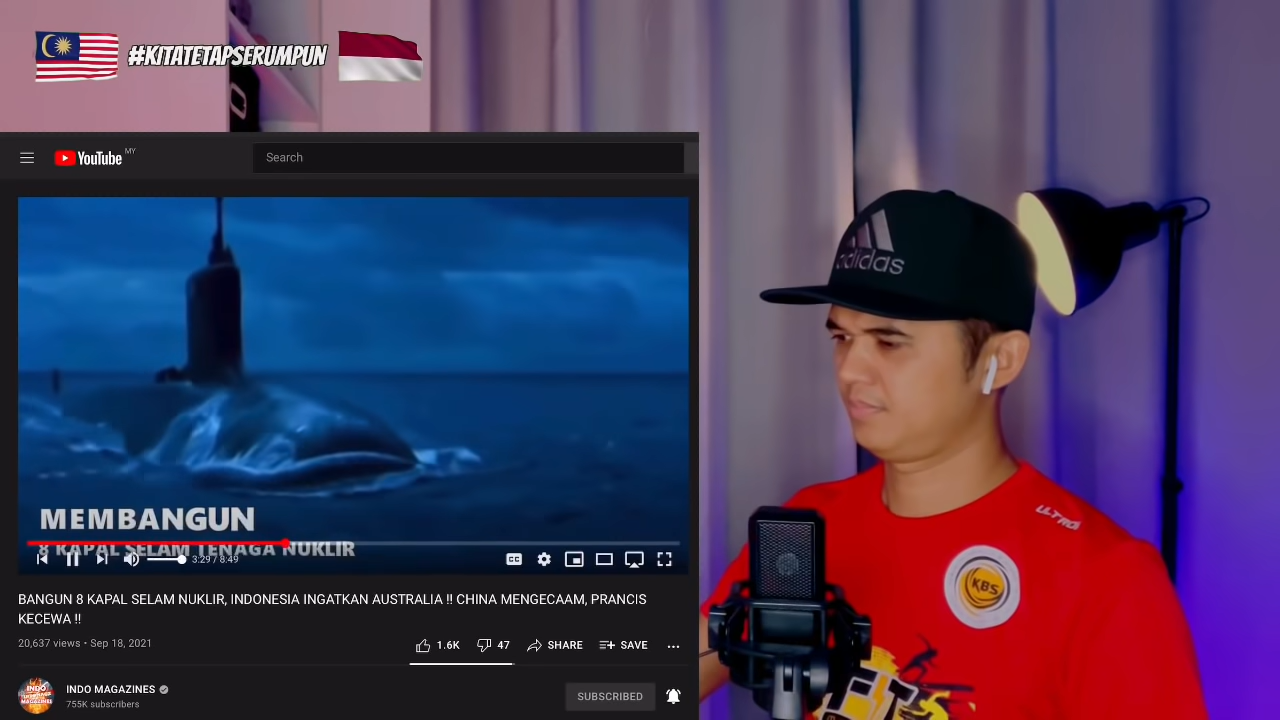 #KITATETAPSERUMPUN
YouTube MY
Search
adidas
MEMBANGUN
8 KAPAL SELAM TENAGA NUKLIR
3:29 / 8:49
CC
BANGUN 8 KAPAL SELAM NUKLIR, INDONESIA INGATKAN AUSTRALIA !! CHINA MENGECAAM, PRANCIS
KECEWA !!
20,637 views • Sep 18, 2021
1.6K 47 SHARE SAVE
INDO MAGAZINES
755K subscribers
SUBSCRIBED
ULTRON
KBS